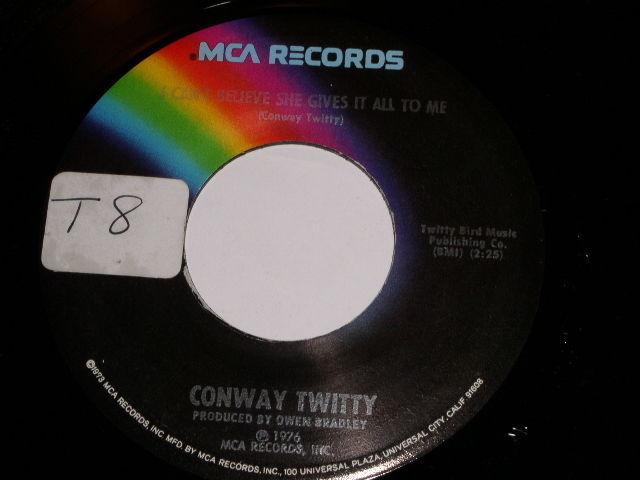 MCA RECORDS
I CAN'T BELIEVE SHE GIVES IT ALL TO ME
(Conway Twitty)
T8
Twitty Bird Music
Publishing Co.
(BMI) (2:25)
CONWAY TWITTY
PRODUCED BY OWEN BRADLEY
℗ 1976
MCA RECORDS, INC.
©1973 MCA RECORDS, INC MFD BY MCA RECORDS, INC., 100 UNIVERSAL PLAZA, UNIVERSAL CITY, CALIF 91608